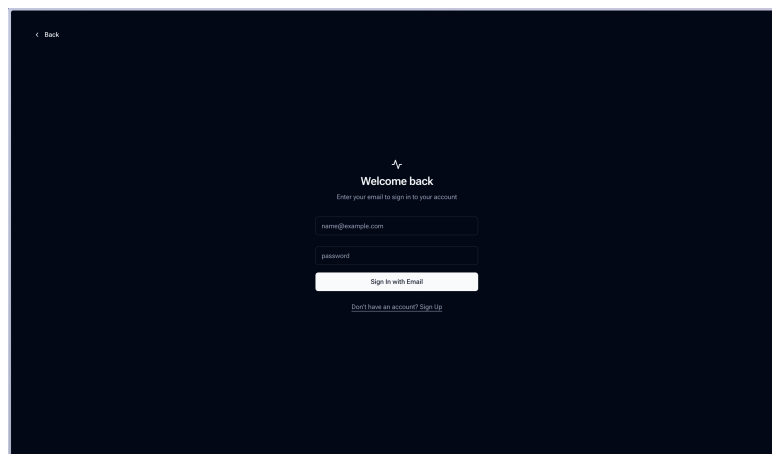 Back
Welcome back
Enter your email to sign in to your account
name@example.com
password
Sign In with Email
Don't have an account? Sign Up